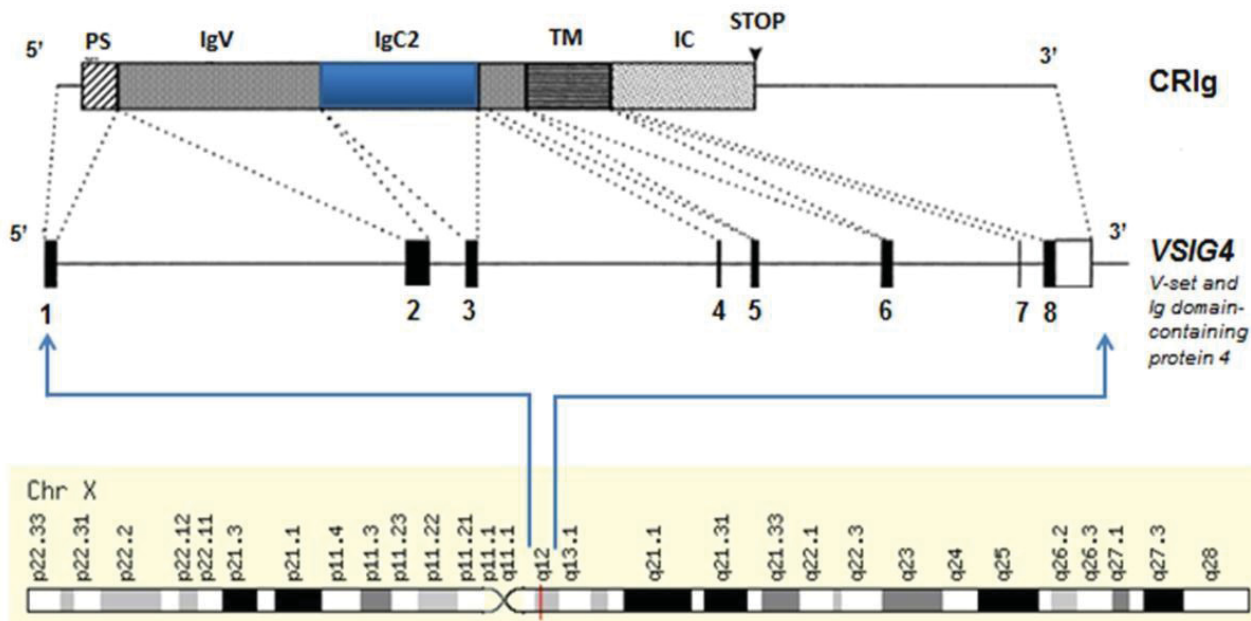 STOP
PS IgV IgC2 TM IC
5' 3'
CRIg
5' 3'
VSIG4
V-set and
Ig domain-
containing
protein 4
1 2 3 4 5 6 7 8
Chr X
p22.33 p22.31 p22.2 p22.12 p22.11 p21.3 p21.1 p11.4 p11.3 p11.23 p11.22 p11.21 p11.1 q11.1 q12 q13.1 q21.1 q21.31 q21.33 q22.1 q22.3 q23 q24 q25 q26.2 q26.3 q27.1 q27.3 q28